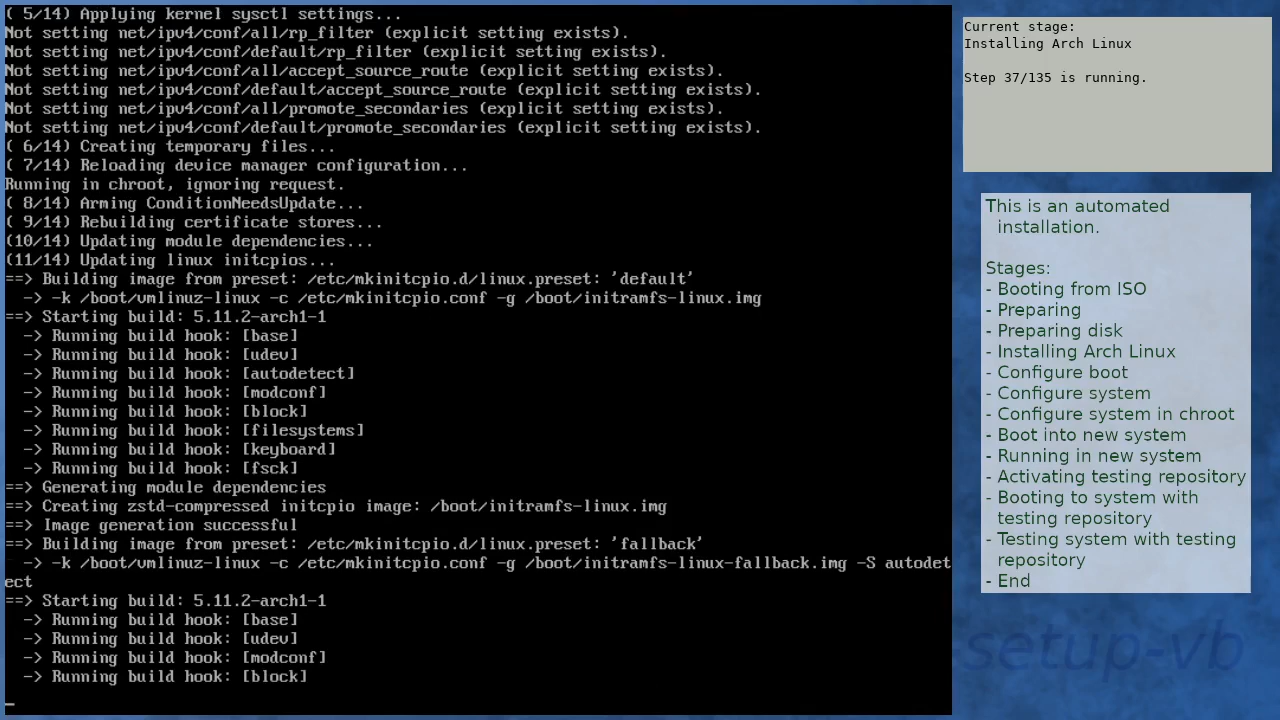 ( 5/14) Applying kernel sysctl settings...
Not setting net/ipv4/conf/all/rp_filter (explicit setting exists).
Not setting net/ipv4/conf/default/rp_filter (explicit setting exists).
Not setting net/ipv4/conf/all/accept_source_route (explicit setting exists).
Not setting net/ipv4/conf/default/accept_source_route (explicit setting exists).
Not setting net/ipv4/conf/all/promote_secondaries (explicit setting exists).
Not setting net/ipv4/conf/default/promote_secondaries (explicit setting exists).
( 6/14) Creating temporary files...
( 7/14) Reloading device manager configuration...
Running in chroot, ignoring request.
( 8/14) Arming ConditionNeedsUpdate...
( 9/14) Rebuilding certificate stores...
(10/14) Updating module dependencies...
(11/14) Updating linux initcpios...
==> Building image from preset: /etc/mkinitcpio.d/linux.preset: 'default'
  -> -k /boot/vmlinuz-linux -c /etc/mkinitcpio.conf -g /boot/initramfs-linux.img
==> Starting build: 5.11.2-arch1-1
  -> Running build hook: [base]
  -> Running build hook: [udev]
  -> Running build hook: [autodetect]
  -> Running build hook: [modconf]
  -> Running build hook: [block]
  -> Running build hook: [filesystems]
  -> Running build hook: [keyboard]
  -> Running build hook: [fsck]
==> Generating module dependencies
==> Creating zstd-compressed initcpio image: /boot/initramfs-linux.img
==> Image generation successful
==> Building image from preset: /etc/mkinitcpio.d/linux.preset: 'fallback'
  -> -k /boot/vmlinuz-linux -c /etc/mkinitcpio.conf -g /boot/initramfs-linux-fallback.img -S autodet
ect
==> Starting build: 5.11.2-arch1-1
  -> Running build hook: [base]
  -> Running build hook: [udev]
  -> Running build hook: [modconf]
  -> Running build hook: [block]
_
Current stage:
Installing Arch Linux
Step 37/135 is running.
This is an automated
installation.
Stages:
- Booting from ISO
- Preparing
- Preparing disk
- Installing Arch Linux
- Configure boot
- Configure system
- Configure system in chroot
- Boot into new system
- Running in new system
- Activating testing repository
- Booting to system with
testing repository
- Testing system with testing
repository
- End
-setup-vb